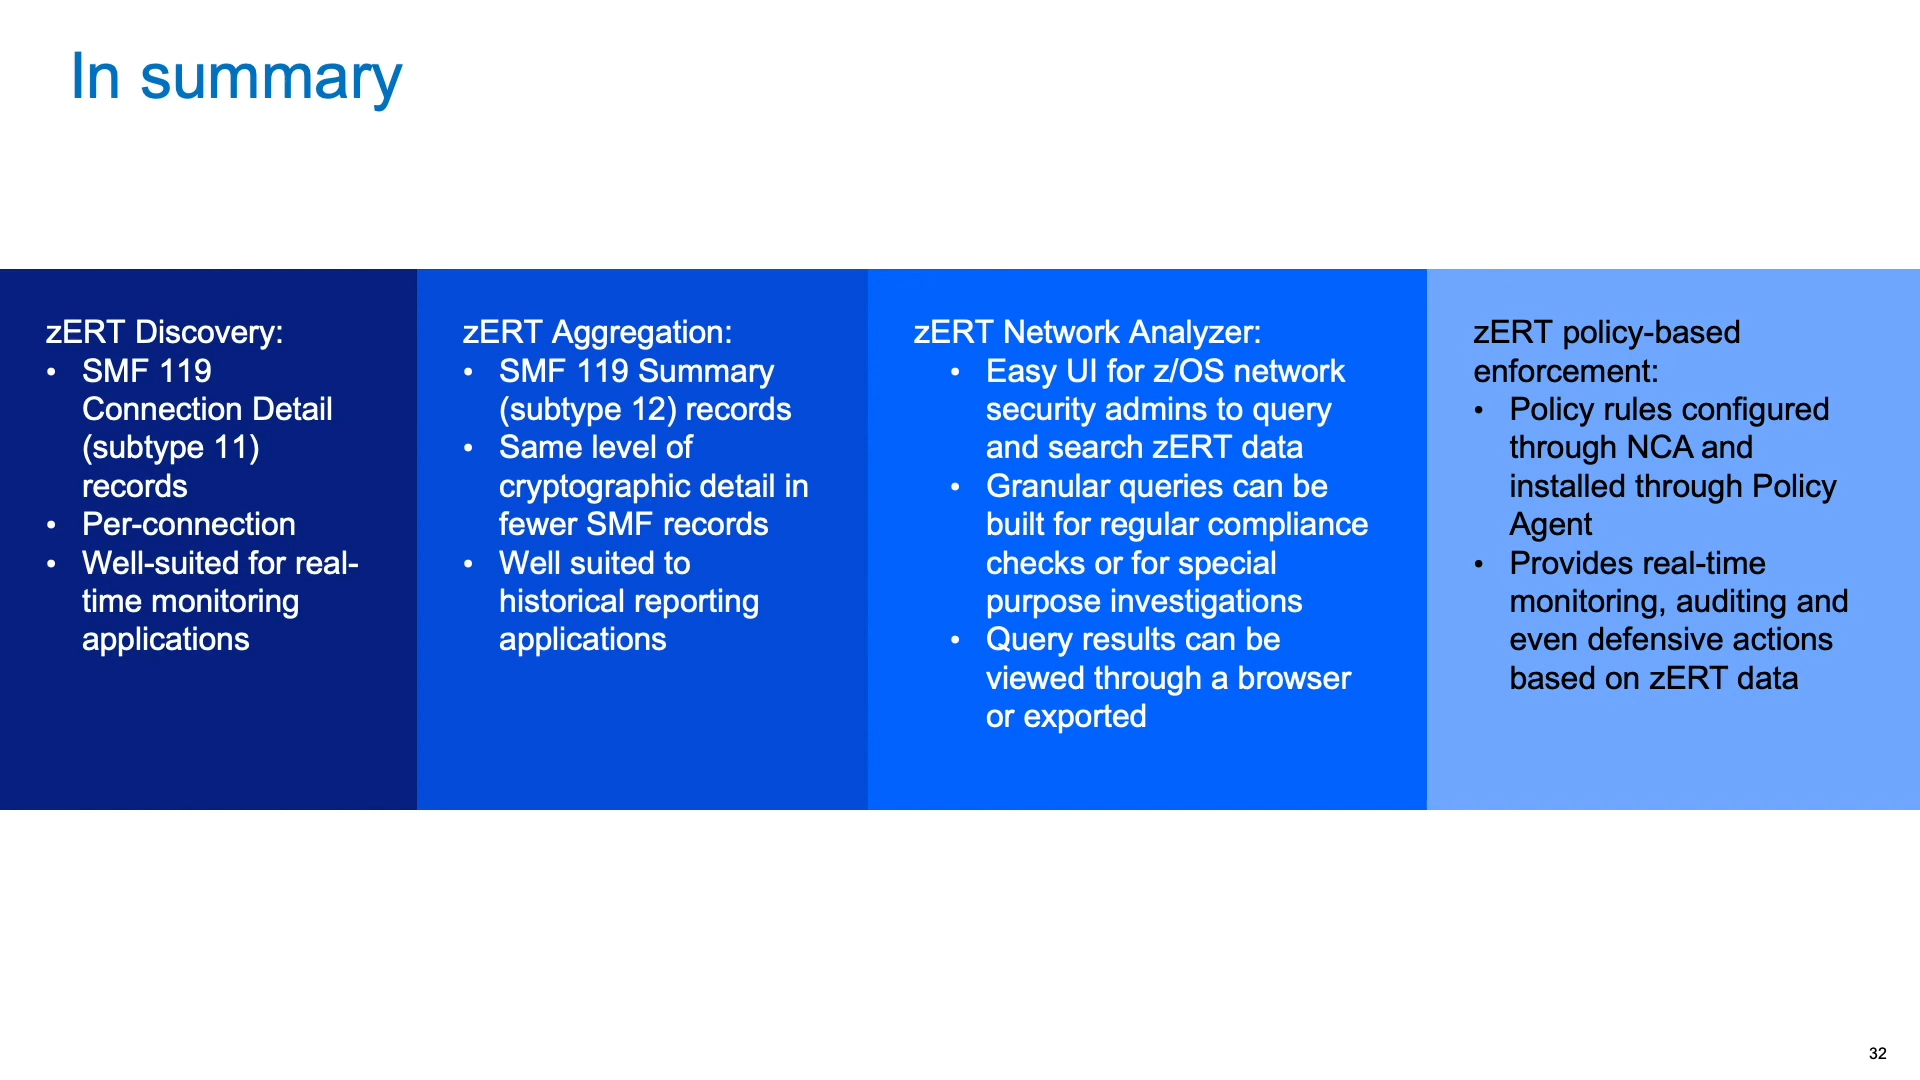 In summary
zERT Discovery:
• SMF 119
Connection Detail
(subtype 11)
records
• Per-connection
• Well-suited for real-
time monitoring
applications
zERT Aggregation:
• SMF 119 Summary
(subtype 12) records
• Same level of
cryptographic detail in
fewer SMF records
• Well suited to
historical reporting
applications
zERT Network Analyzer:
• Easy UI for z/OS network
security admins to query
and search zERT data
• Granular queries can be
built for regular compliance
checks or for special
purpose investigations
• Query results can be
viewed through a browser
or exported
zERT policy-based
enforcement:
• Policy rules configured
through NCA and
installed through Policy
Agent
• Provides real-time
monitoring, auditing and
even defensive actions
based on zERT data
32